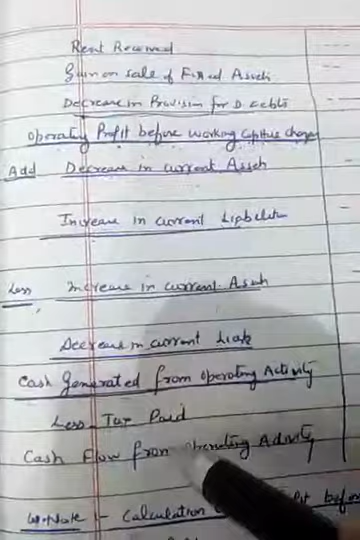 Rent Received
Gain on sale of Fixed Assets
Decrease in Provision for D. debts
Operating Profit before working capital changes
Add Decrease in current Assets
Increase in current Liabilities
Less Increase in current Assets
Decrease in current Liab
Cash Generated from operating Activity
Less Tax Paid
Cash Flow from operating Activity
W. Note :- Calculation